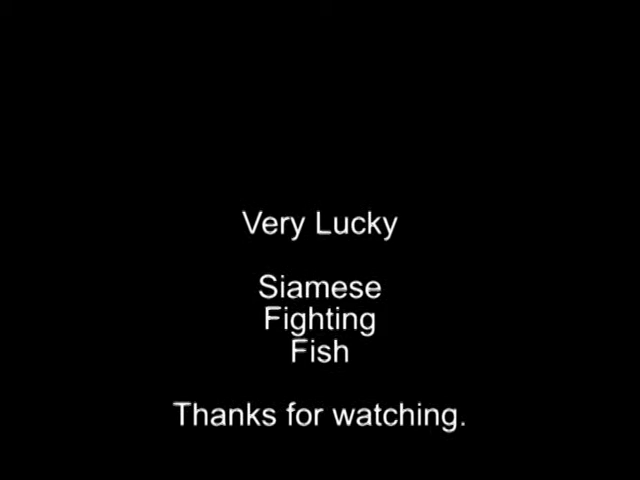 Very Lucky
Siamese
Fighting
Fish
Thanks for watching.